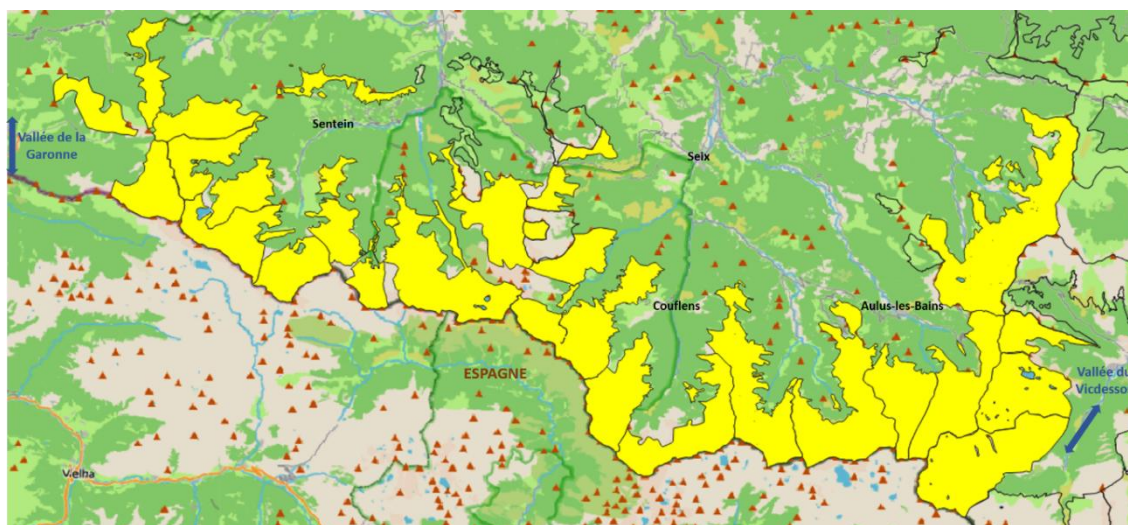 Sentein
Vallée de la
Garonne
Seix
Couflens
Aulus-les-Bains
ESPAGNE
Vallée du
Vicdessos
Vielha